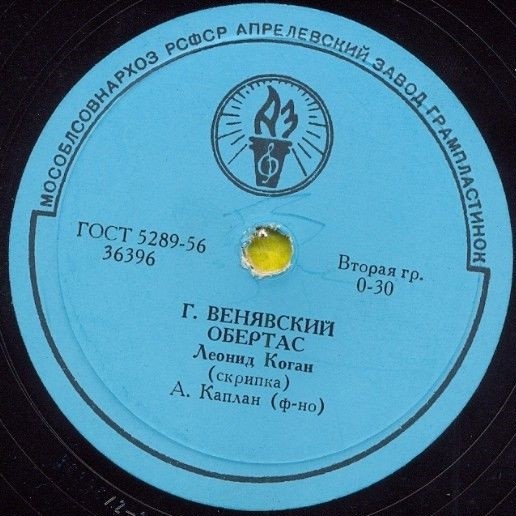 МОСОБЛСОВНАРХОЗ РСФСР АПРЕЛЕВСКИЙ ЗАВОД ГРАМПЛАСТИНОК
АЗ
ГОСТ 5289-56
36396
Вторая гр.
0-30
Г. ВЕНЯВСКИЙ
ОБЕРТАС
Леонид Коган
(скрипка)
А. Каплан (ф-но)